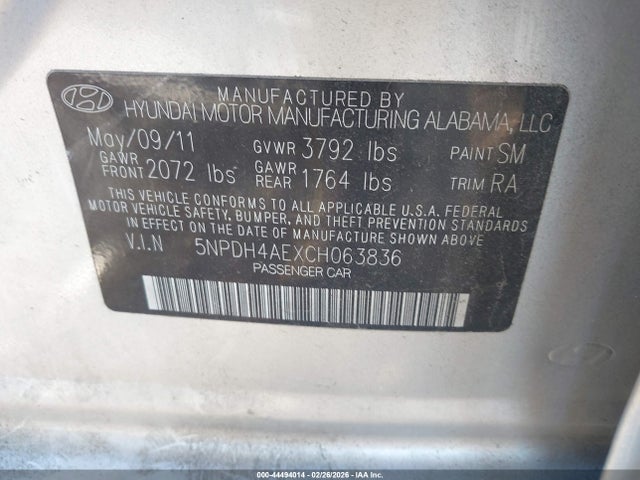 MANUFACTURED BY
HYUNDAI MOTOR MANUFACTURING ALABAMA, LLC
May/09/11 GVWR 3792 lbs PAINT SM
GAWR FRONT 2072 lbs GAWR REAR 1764 lbs TRIM RA
THIS VEHICLE CONFORMS TO ALL APPLICABLE U.S.A. FEDERAL
MOTOR VEHICLE SAFETY, BUMPER, AND THEFT PREVENTION STANDARDS
IN EFFECT ON THE DATE OF MANUFACTURE SHOWN ABOVE
V.I.N 5NPDH4AEXCH063836
PASSENGER CAR
000-44494014 | 02/26/2026 - IAA Inc.